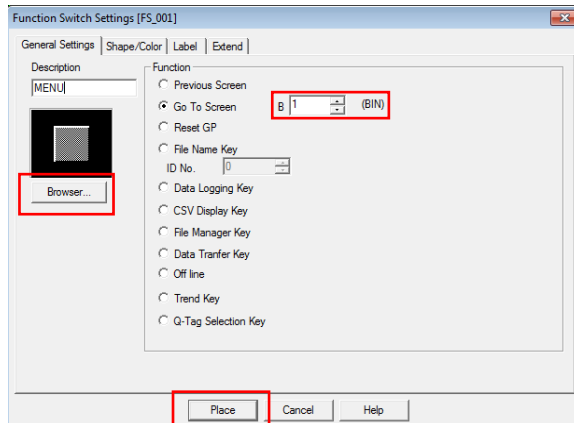 Function Switch Settings [FS_001]
General Settings Shape/Color Label Extend
Description
MENU
Browser...
Function
Previous Screen
Go To Screen B 1 (BIN)
Reset GP
File Name Key
ID No. 0
Data Logging Key
CSV Display Key
File Manager Key
Data Tranfer Key
Off line
Trend Key
Q-Tag Selection Key
Place Cancel Help